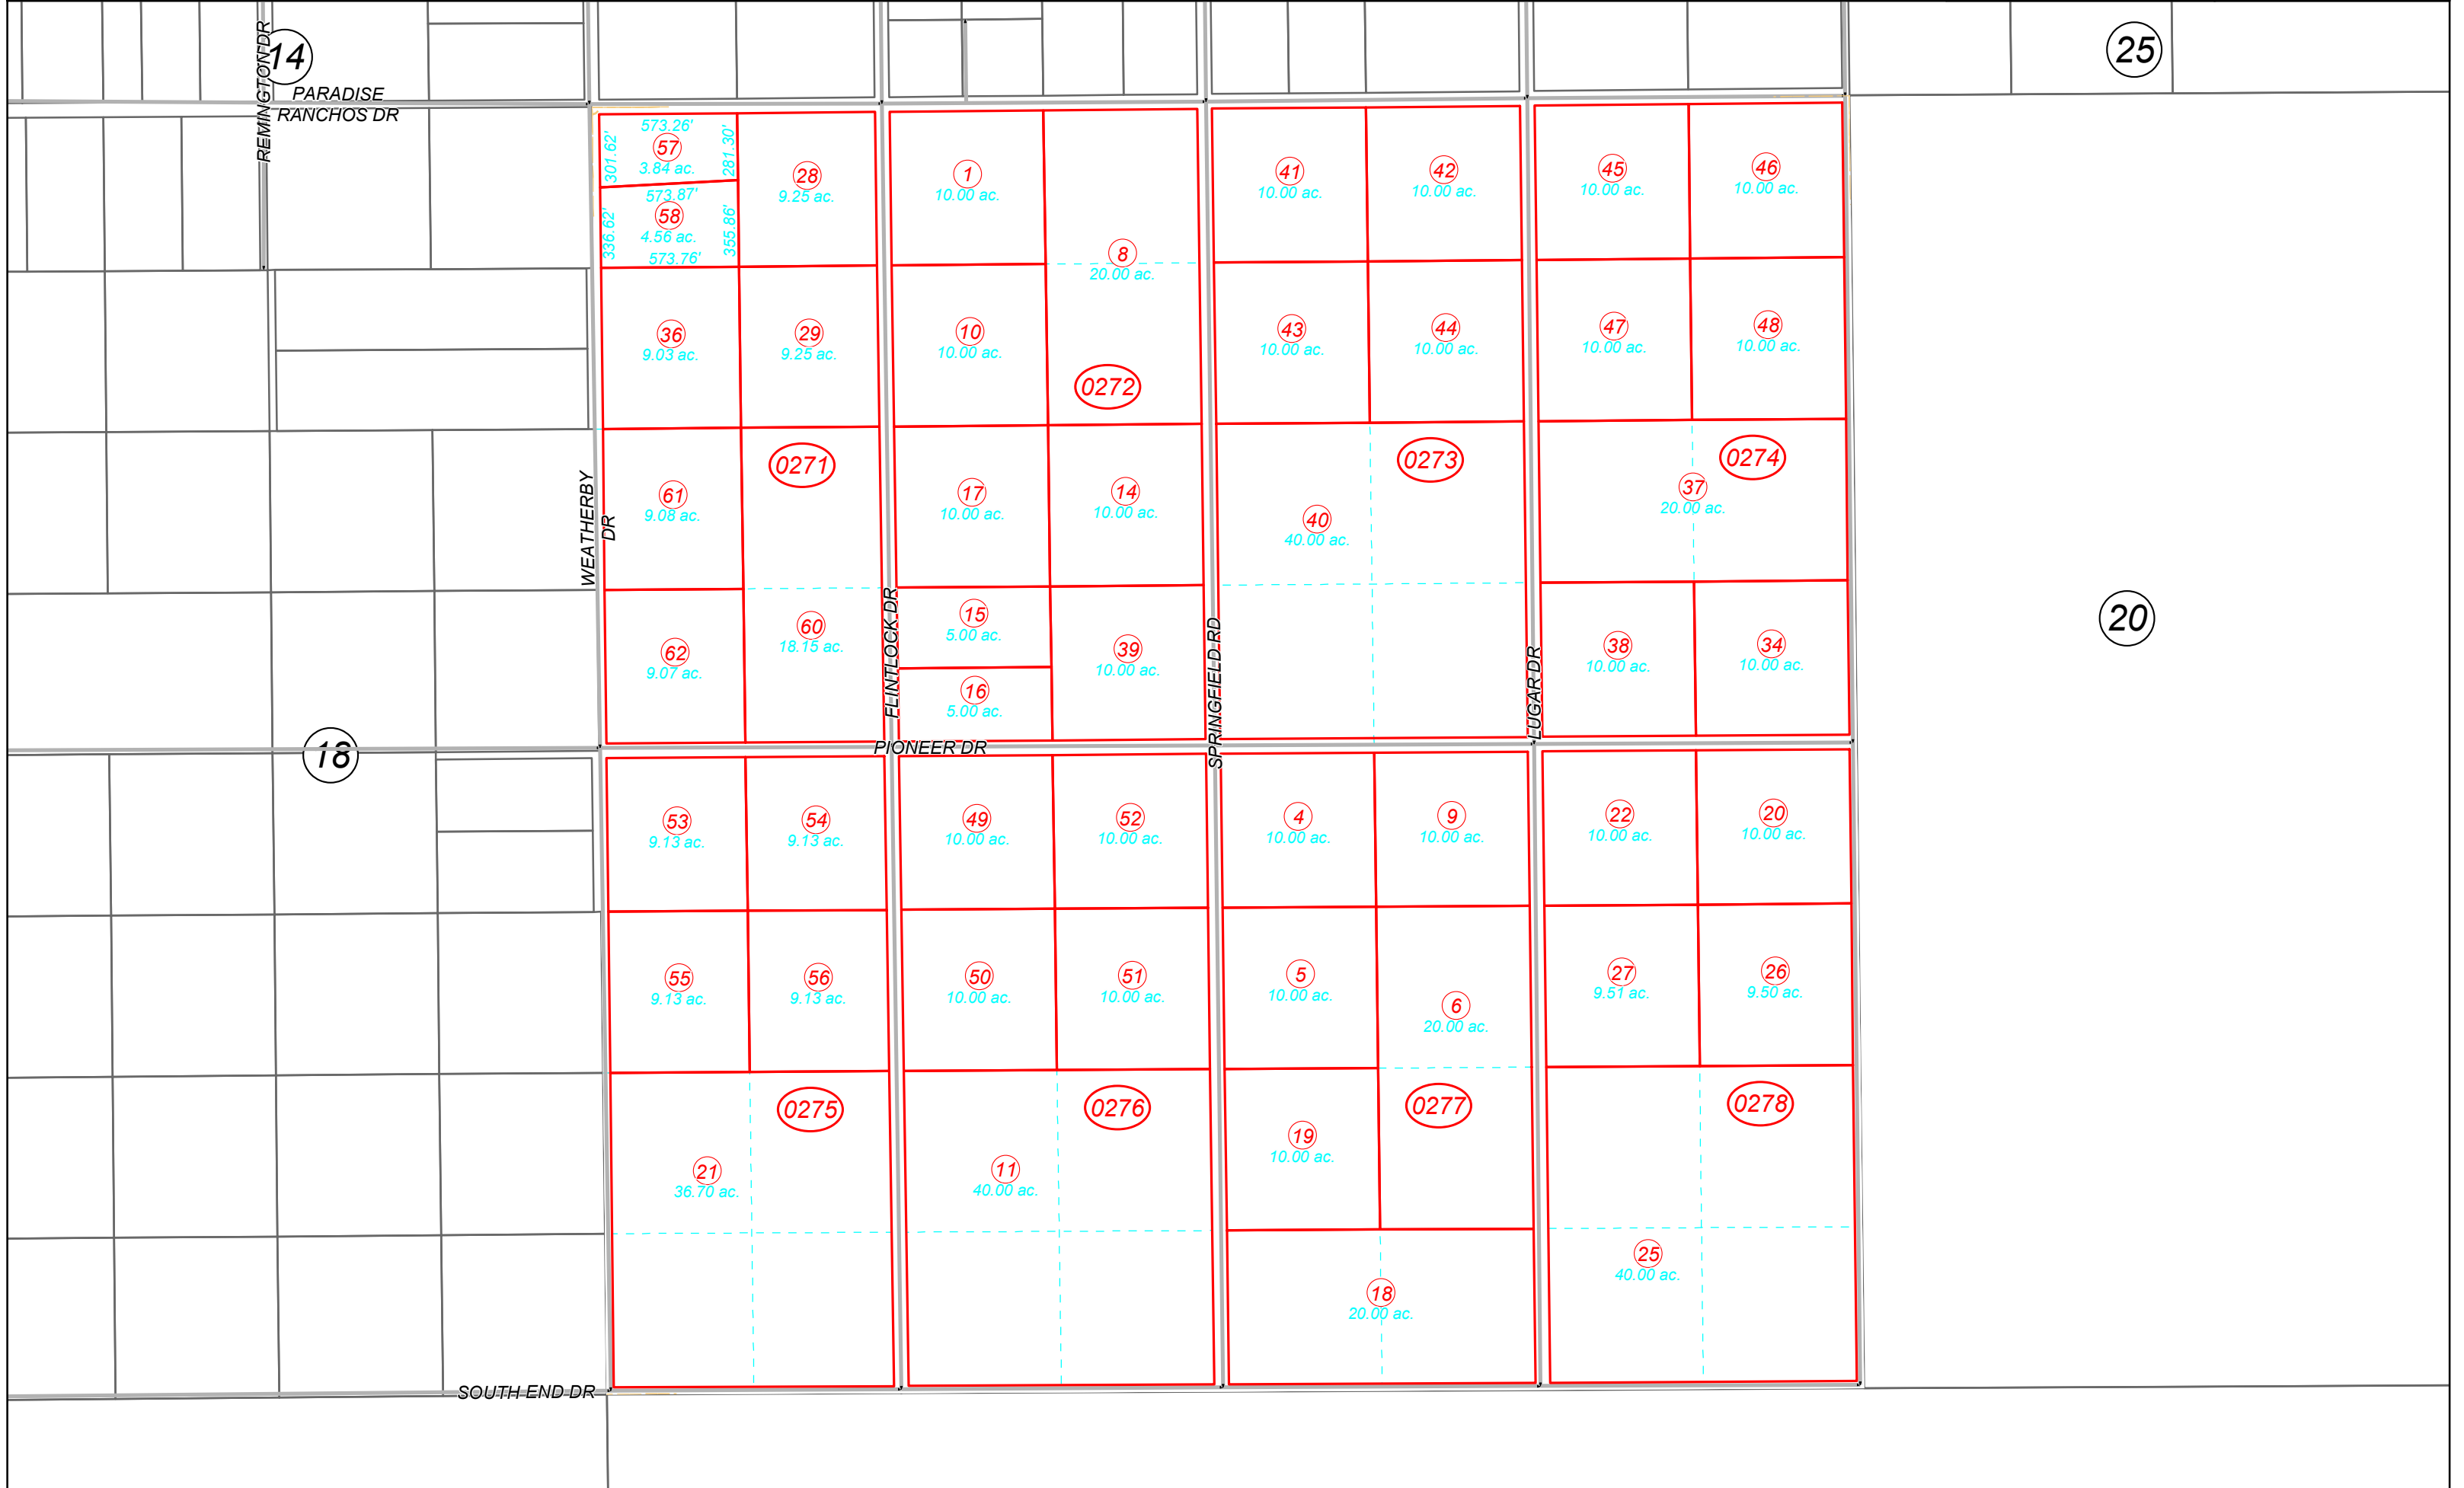 14
25
REMINGTON DR
PARADISE
RANCHOS DR
573.26'
301.62'
57
3.84 ac.
281.30'
573.87'
336.62'
58
4.56 ac.
355.86'
573.76'
28
9.25 ac.
1
10.00 ac.
8
20.00 ac.
41
10.00 ac.
42
10.00 ac.
45
10.00 ac.
46
10.00 ac.
36
9.03 ac.
29
9.25 ac.
10
10.00 ac.
0272
43
10.00 ac.
44
10.00 ac.
47
10.00 ac.
48
10.00 ac.
0271
0273
0274
WEATHERBY
DR
61
9.08 ac.
17
10.00 ac.
14
10.00 ac.
40
40.00 ac.
37
20.00 ac.
62
9.07 ac.
60
18.15 ac.
FLINTLOCK DR
15
5.00 ac.
16
5.00 ac.
39
10.00 ac.
SPRINGFIELD RD
LUGAR DR
38
10.00 ac.
34
10.00 ac.
20
18
PIONEER DR
53
9.13 ac.
54
9.13 ac.
49
10.00 ac.
52
10.00 ac.
4
10.00 ac.
9
10.00 ac.
22
10.00 ac.
20
10.00 ac.
55
9.13 ac.
56
9.13 ac.
50
10.00 ac.
51
10.00 ac.
5
10.00 ac.
6
20.00 ac.
27
9.51 ac.
26
9.50 ac.
0275
0276
0277
0278
21
36.70 ac.
11
40.00 ac.
19
10.00 ac.
18
20.00 ac.
25
40.00 ac.
SOUTH END DR